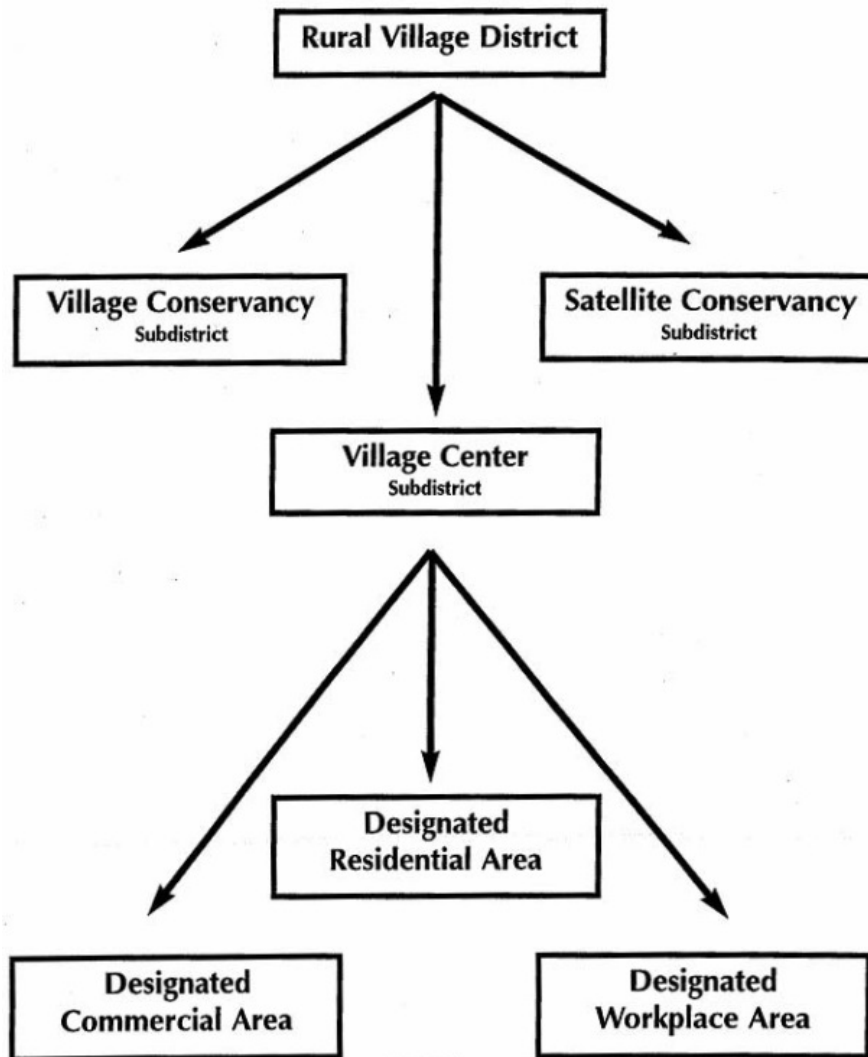 Rural Village District
Village Conservancy
Subdistrict
Satellite Conservancy
Subdistrict
Village Center
Subdistrict
Designated
Residential Area
Designated
Commercial Area
Designated
Workplace Area